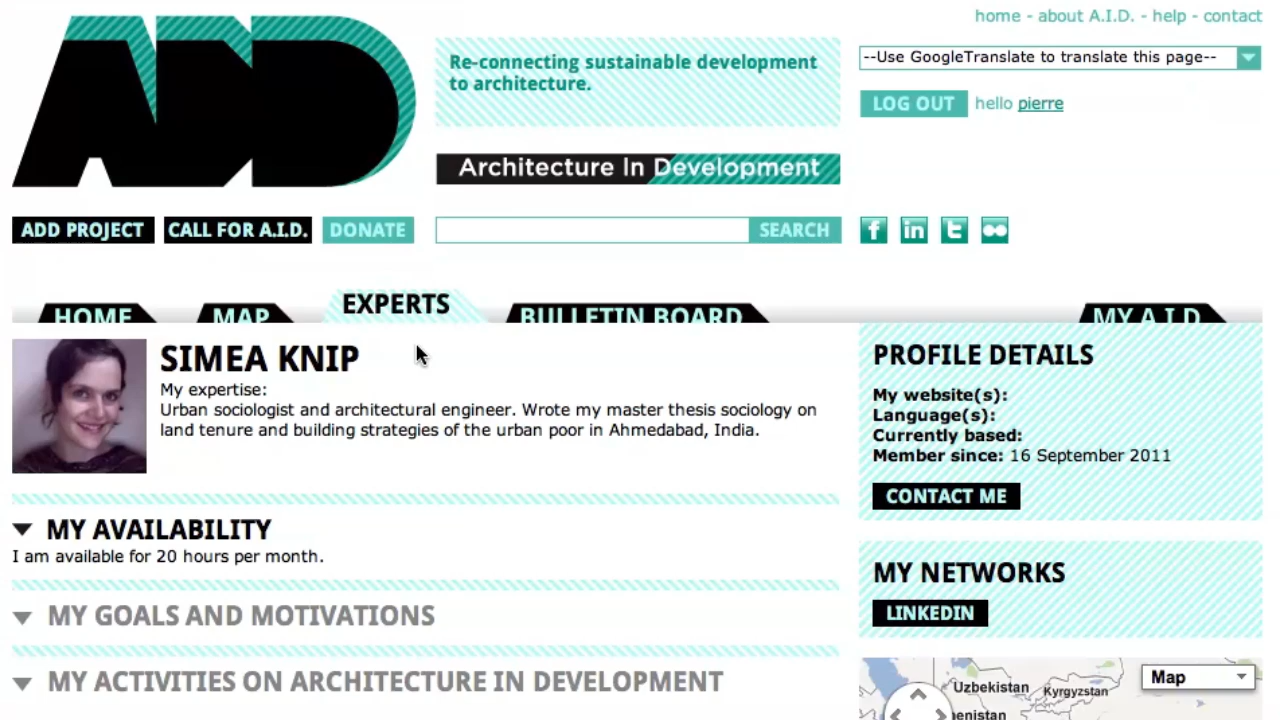 home - about A.I.D. - help - contact
AID
Re-connecting sustainable development
to architecture.
--Use GoogleTranslate to translate this page--
LOG OUT hello pierre
Architecture In Development
ADD PROJECT CALL FOR A.I.D. DONATE SEARCH f in t
HOME MAP EXPERTS BULLETIN BOARD MY A.I.D.
SIMEA KNIP
My expertise:
Urban sociologist and architectural engineer. Wrote my master thesis sociology on
land tenure and building strategies of the urban poor in Ahmedabad, India.
MY AVAILABILITY
I am available for 20 hours per month.
MY GOALS AND MOTIVATIONS
MY ACTIVITIES ON ARCHITECTURE IN DEVELOPMENT
PROFILE DETAILS
My website(s):
Language(s):
Currently based:
Member since: 16 September 2011
CONTACT ME
MY NETWORKS
LINKEDIN
Map
Uzbekistan Kyrgyzstan
enistan